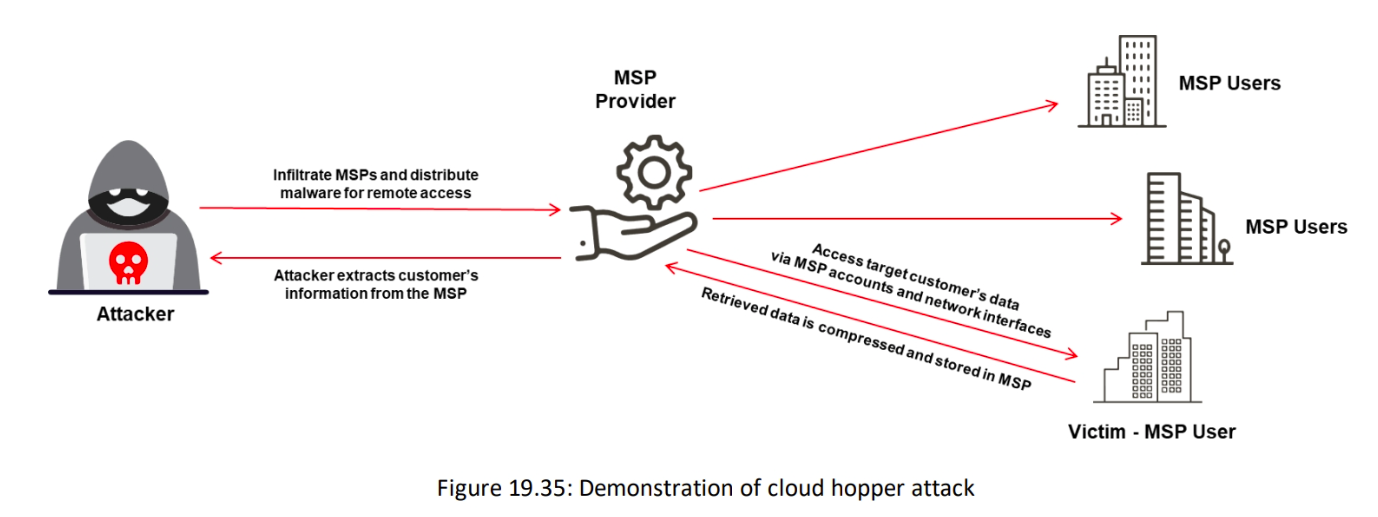 MSP
Provider
MSP Users
Infiltrate MSPs and distribute
malware for remote access
MSP Users
Attacker extracts customer's
information from the MSP
Attacker
Access target customer's data
via MSP accounts and network interfaces
Retrieved data is compressed and stored in MSP
Victim - MSP User
Figure 19.35: Demonstration of cloud hopper attack